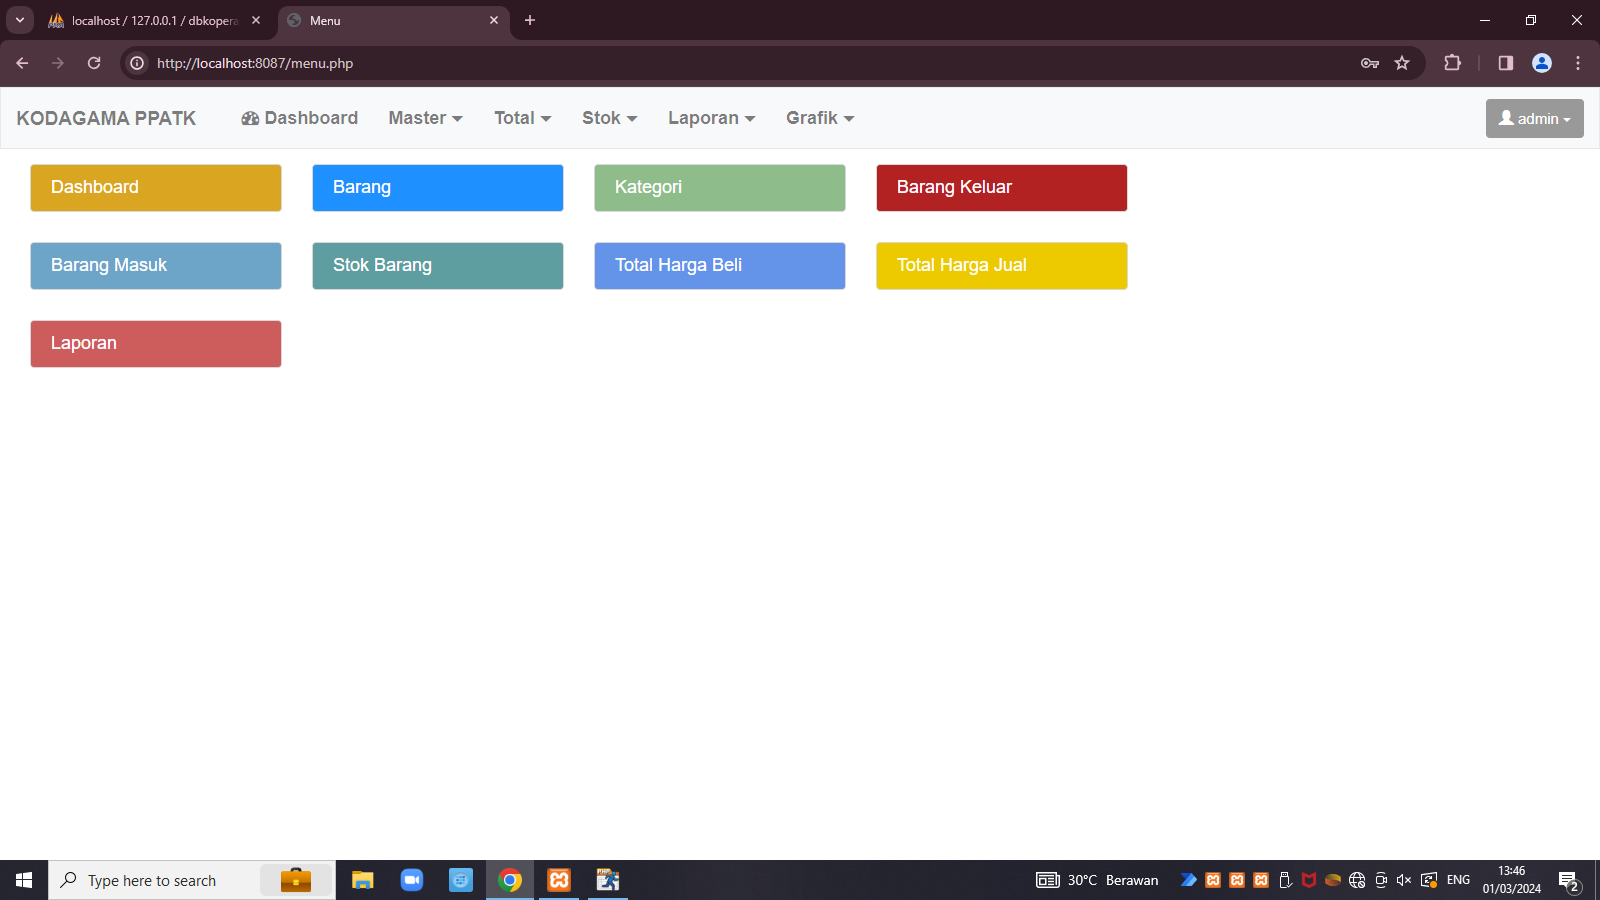 localhost / 127.0.0.1 / dbkopera
Menu
http://localhost:8087/menu.php
KODAGAMA PPATK Dashboard Master Total Stok Laporan Grafik admin
Dashboard Barang Kategori Barang Keluar
Barang Masuk Stok Barang Total Harga Beli Total Harga Jual
Laporan
Type here to search
30°C Berawan
ENG
13:46
01/03/2024
2